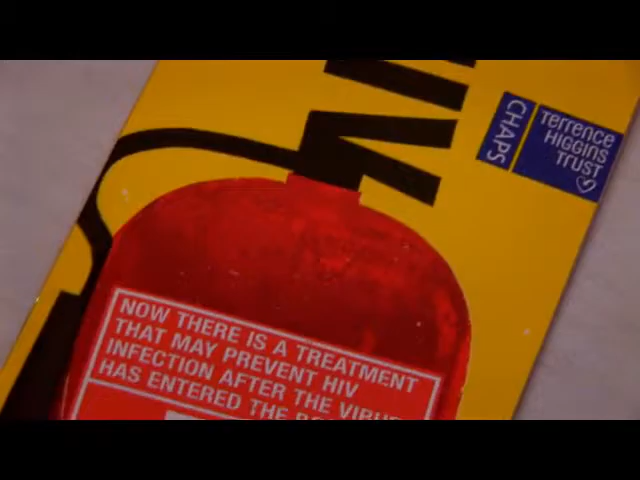 CHAPS
TERRENCE
HIGGINS
TRUST
NOW THERE IS A TREATMENT
THAT MAY PREVENT HIV
INFECTION AFTER THE VIRUS
HAS ENTERED THE